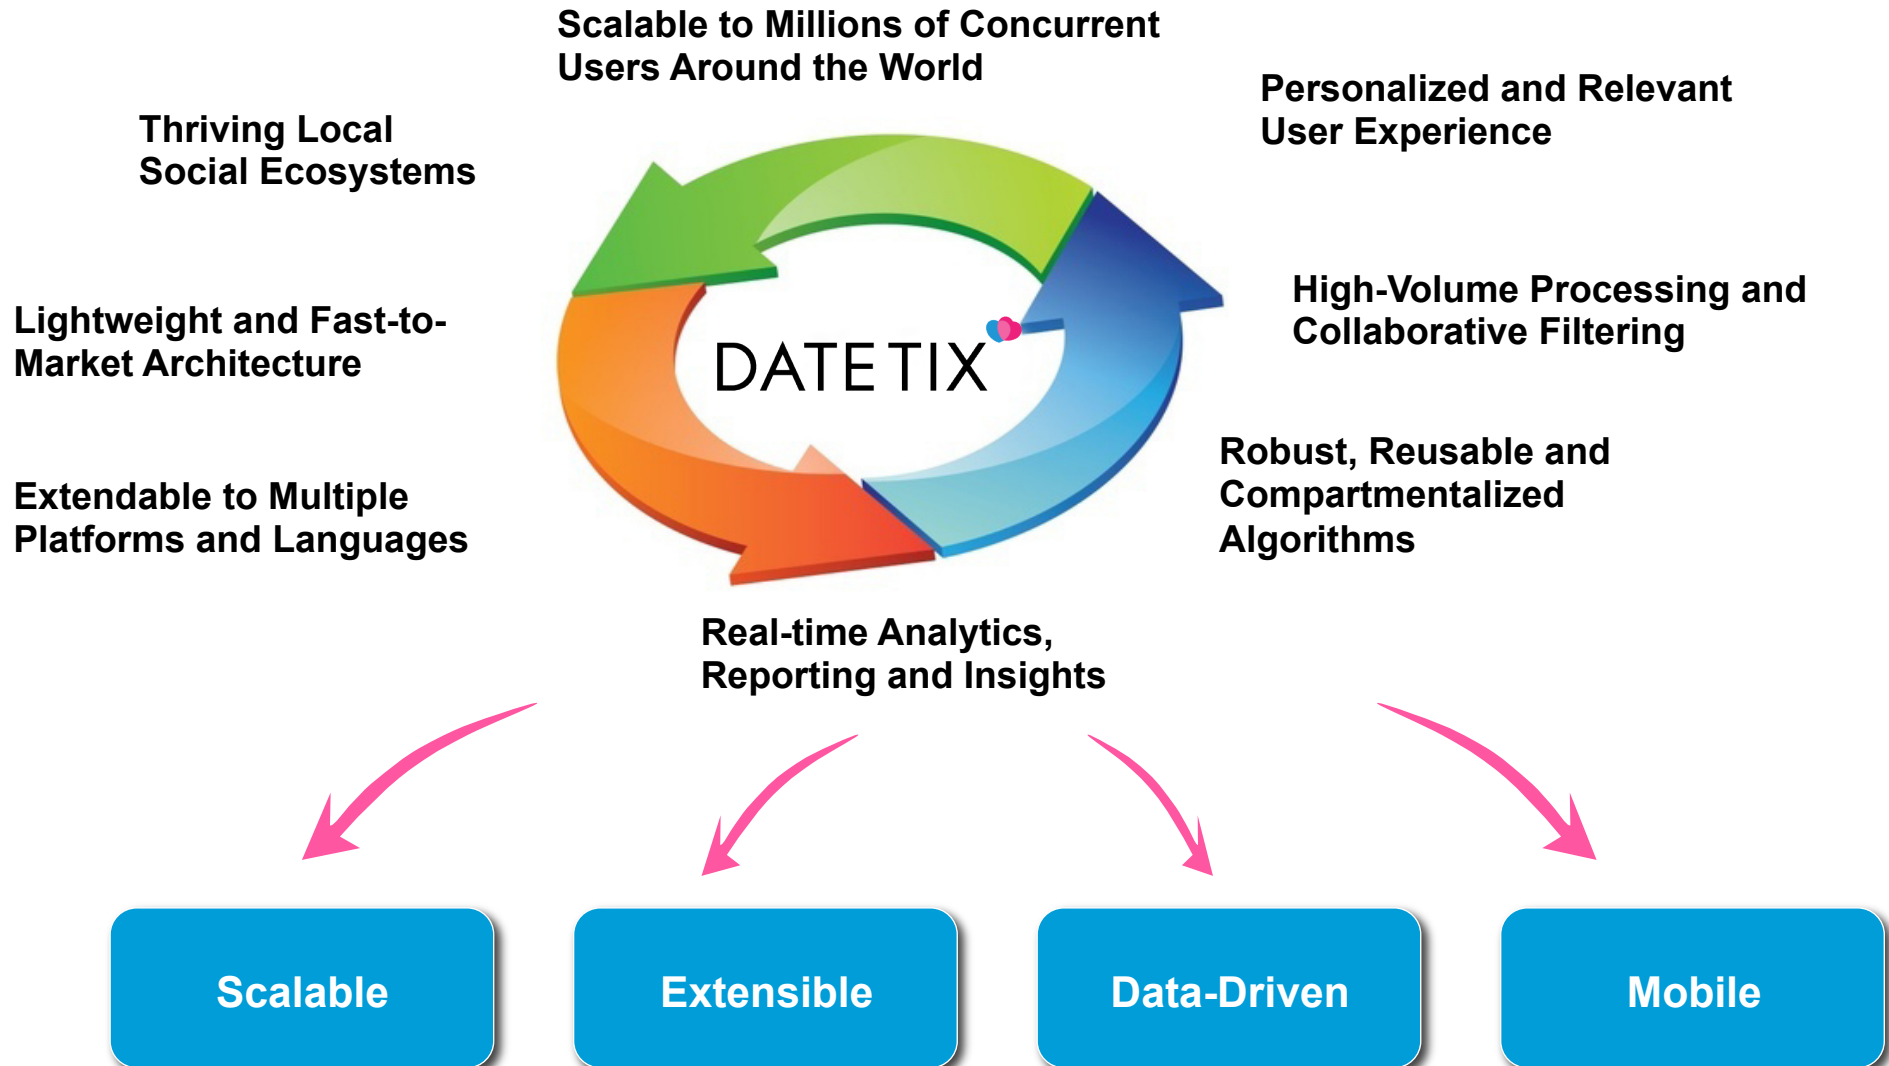 Scalable to Millions of Concurrent
Users Around the World
Personalized and Relevant
User Experience
Thriving Local
Social Ecosystems
High-Volume Processing and
Collaborative Filtering
Lightweight and Fast-to-
Market Architecture
DATE TIX
Robust, Reusable and
Compartmentalized
Algorithms
Extendable to Multiple
Platforms and Languages
Real-time Analytics,
Reporting and Insights
Scalable
Extensible
Data-Driven
Mobile